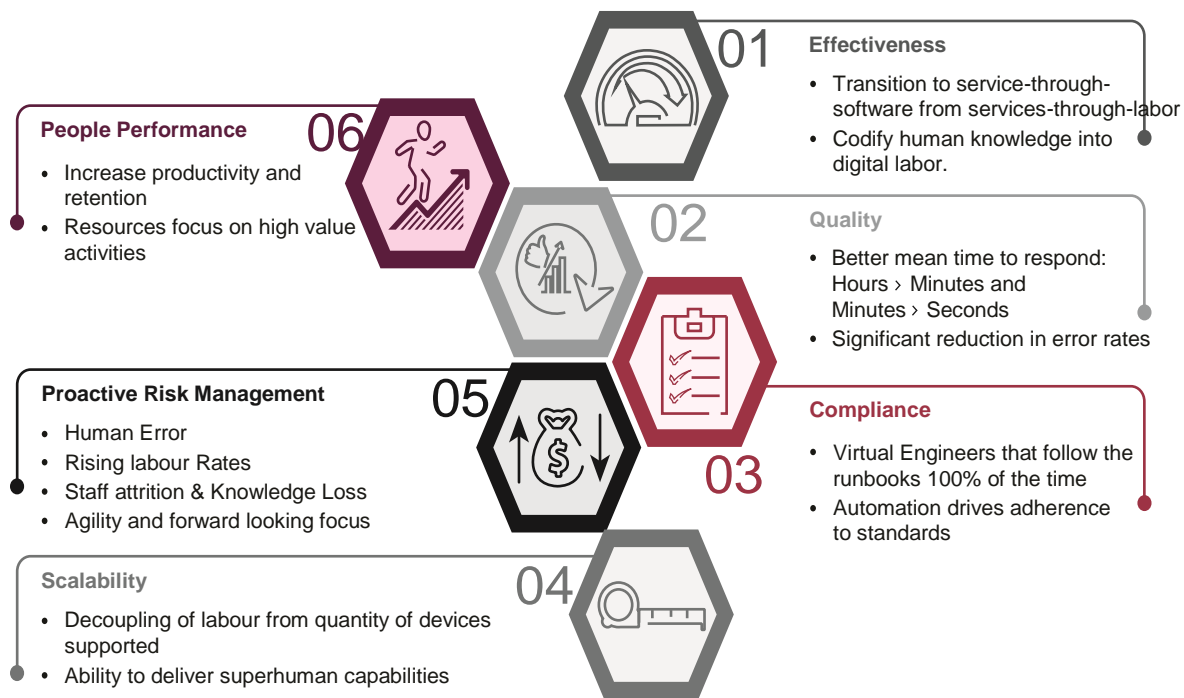 01
Effectiveness
• Transition to service-through-
software from services-through-labor
• Codify human knowledge into
digital labor.
02
Quality
• Better mean time to respond:
Hours › Minutes and
Minutes › Seconds
• Significant reduction in error rates
03
Compliance
• Virtual Engineers that follow the
runbooks 100% of the time
• Automation drives adherence
to standards
04
Scalability
• Decoupling of labour from quantity of devices
supported
• Ability to deliver superhuman capabilities
05
Proactive Risk Management
• Human Error
• Rising labour Rates
• Staff attrition & Knowledge Loss
• Agility and forward looking focus
$
06
People Performance
• Increase productivity and
retention
• Resources focus on high value
activities